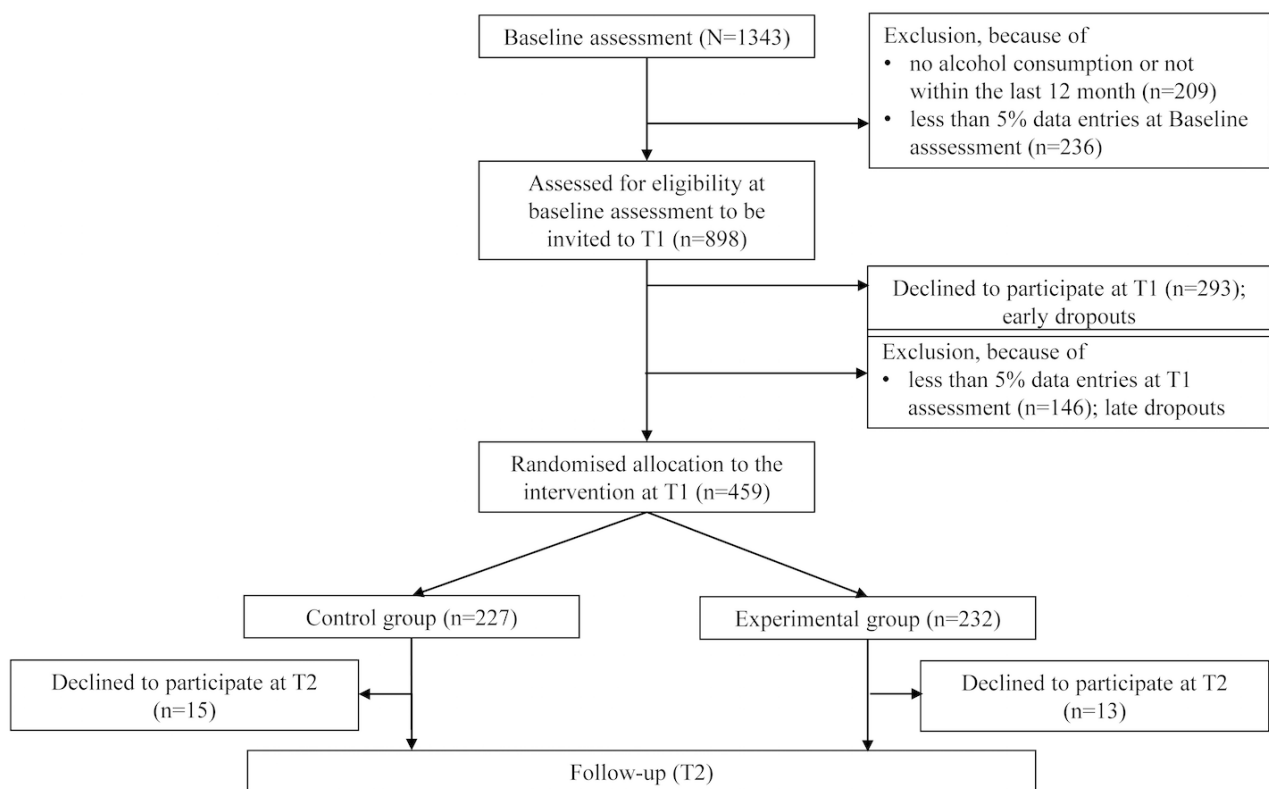 Baseline assessment (N=1343)
Exclusion, because of
• no alcohol consumption or not
within the last 12 month (n=209)
• less than 5% data entries at Baseline
asssessment (n=236)
Assessed for eligibility at
baseline assessment to be
invited to T1 (n=898)
Declined to participate at T1 (n=293);
early dropouts
Exclusion, because of
• less than 5% data entries at T1
assessment (n=146); late dropouts
Randomised allocation to the
intervention at T1 (n=459)
Control group (n=227)
Experimental group (n=232)
Declined to participate at T2
(n=15)
Declined to participate at T2
(n=13)
Follow-up (T2)